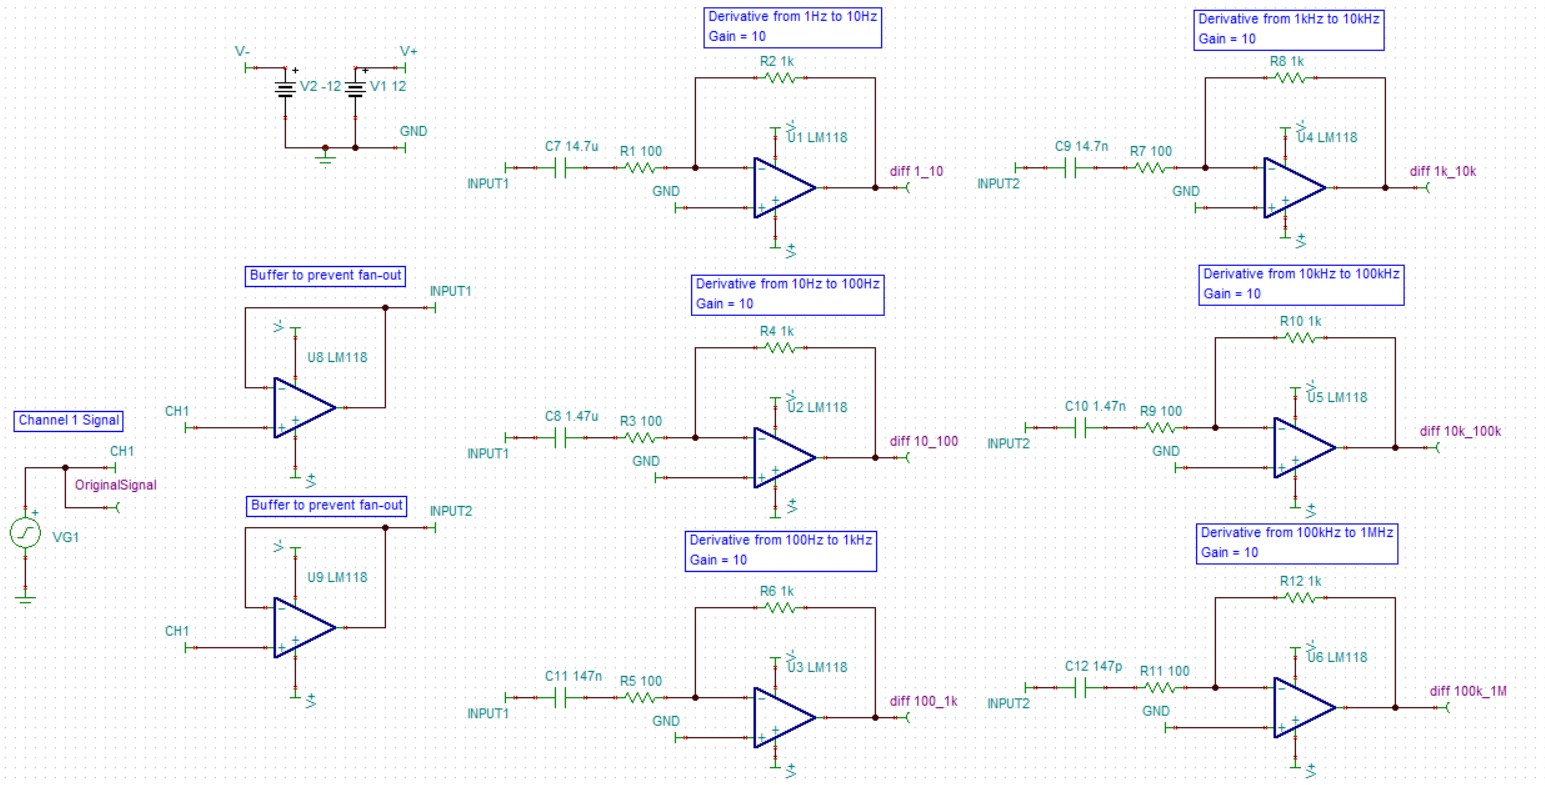 V-
V+
+
+
V2 -12
V1 12
GND
Derivative from 1Hz to 10Hz
Gain = 10
R2 1k
V-
U1 LM118
C7 14.7u
R1 100
INPUT1
GND
diff 1_10
V+
Derivative from 1kHz to 10kHz
Gain = 10
R8 1k
V-
U4 LM118
C9 14.7n
R7 100
INPUT2
GND
diff 1k_10k
V+
Buffer to prevent fan-out
INPUT1
V-
U8 LM118
CH1
V+
Derivative from 10Hz to 100Hz
Gain = 10
R4 1k
V-
U2 LM118
C8 1.47u
R3 100
INPUT1
GND
diff 10_100
V+
Derivative from 10kHz to 100kHz
Gain = 10
R10 1k
V-
U5 LM118
C10 1.47n
R9 100
INPUT2
GND
diff 10k_100k
V+
Channel 1 Signal
CH1
OriginalSignal
+
VG1
Buffer to prevent fan-out
INPUT2
V-
U9 LM118
CH1
V+
Derivative from 100Hz to 1kHz
Gain = 10
R6 1k
V-
U3 LM118
C11 147n
R5 100
INPUT1
GND
diff 100_1k
V+
Derivative from 100kHz to 1MHz
Gain = 10
R12 1k
V-
U6 LM118
C12 147p
R11 100
INPUT2
GND
diff 100k_1M
V+